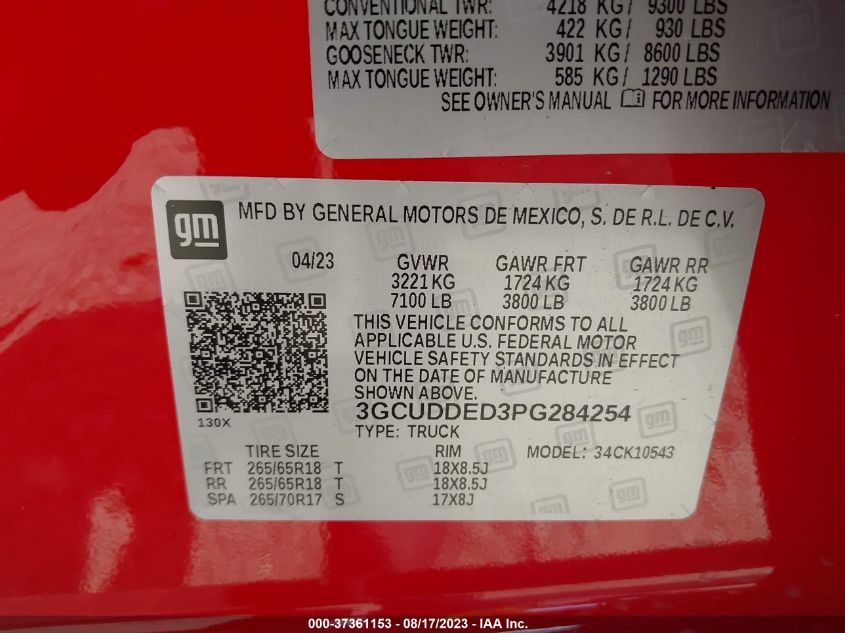 CONVENTIONAL TWR: 4218 KG/ 9300 LBS
MAX TONGUE WEIGHT: 422 KG/ 930 LBS
GOOSENECK TWR: 3901 KG/ 8600 LBS
MAX TONGUE WEIGHT: 585 KG/ 1290 LBS
SEE OWNER'S MANUAL FOR MORE INFORMATION
gm MFD BY GENERAL MOTORS DE MEXICO, S. DE R.L. DE C.V.
04/23 GVWR GAWR FRT GAWR RR
3221 KG 1724 KG 1724 KG
7100 LB 3800 LB 3800 LB
THIS VEHICLE CONFORMS TO ALL
APPLICABLE U.S. FEDERAL MOTOR
VEHICLE SAFETY STANDARDS IN EFFECT
ON THE DATE OF MANUFACTURE
SHOWN ABOVE.
3GCUDDED3PG284254
130X TYPE: TRUCK
TIRE SIZE RIM MODEL: 34CK10543
FRT 265/65R18 T 18X8.5J
RR 265/65R18 T 18X8.5J
SPA 265/70R17 S 17X8J
000-37361153 - 08/17/2023 - IAA Inc.